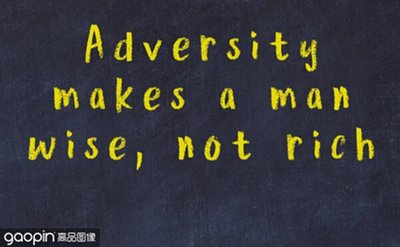 Adversity
makes a man
wise, not rich
gaopin 高品图像